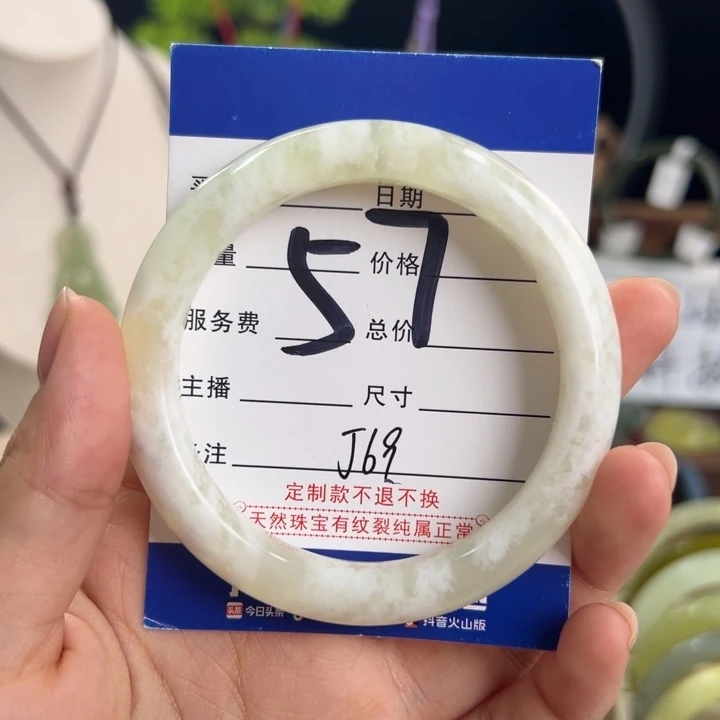 日期
57
量 价格
服务费 总价
主播 尺寸
注 J69
定制款不退不换
天然珠宝有纹裂纯属正常
头条 今日头条 抖音火山版